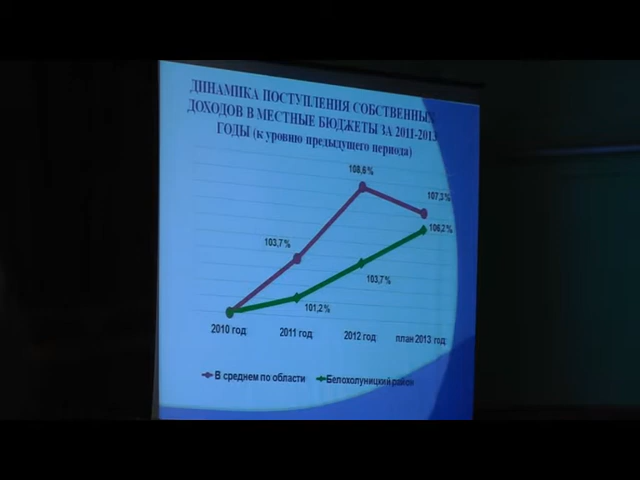 ДИНАМИКА ПОСТУПЛЕНИЯ СОБСТВЕННЫХ
ДОХОДОВ В МЕСТНЫЕ БЮДЖЕТЫ ЗА 2011-2013
ГОДЫ (к уровню предыдущего периода)
108,6%
107,3%
106,2%
103,7%
103,7%
101,2%
2010 год
2011 год
2012 год
план 2013 год
В среднем по области
Белохолуницкий район